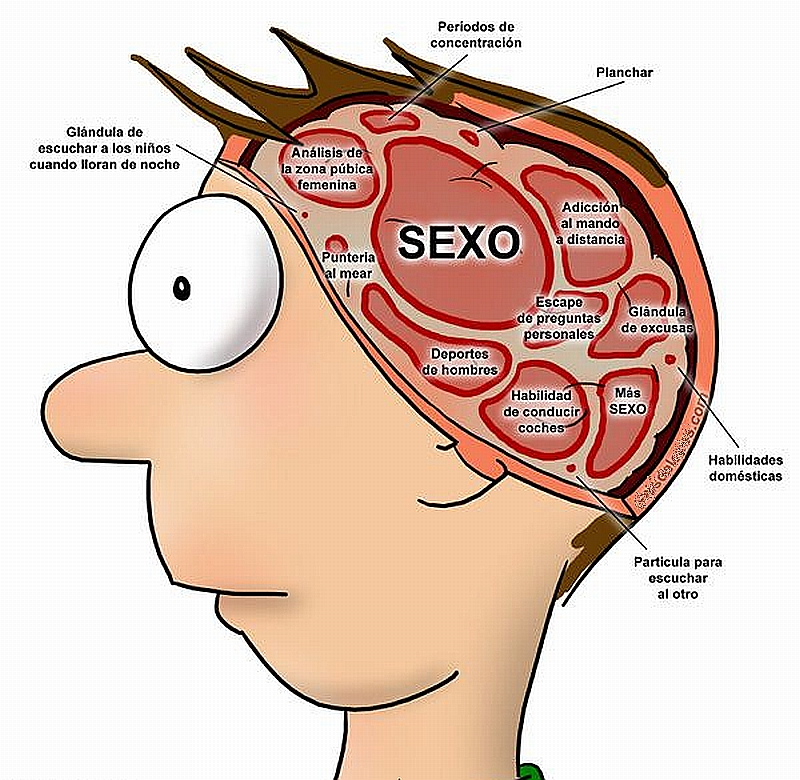 Períodos de
concentración
Planchar
Glándula de
escuchar a los niños
cuando lloran de noche
Análisis de
la zona púbica
femenina
SEXO
Adicción
al mando
a distancia
Puntería
al mear
Escape
de preguntas
personales
Glándula
de excusas
Deportes
de hombres
Habilidad
de conducir
coches
Más
SEXO
Habilidades
domésticas
Particula para
escuchar
al otro